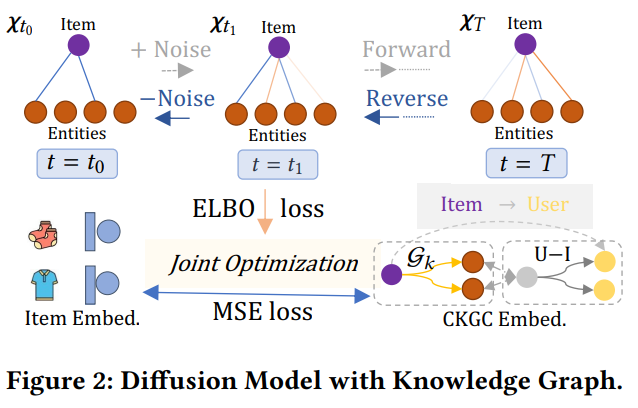 χt0 Item
χt1 Item
χT Item
+ Noise
Forward
−Noise
Reverse
Entities
Entities
Entities
t = t0
t = t1
t = T
ELBO loss
Item → User
Joint Optimization
Gk
U−I
MSE loss
Item Embed.
CKGC Embed.
Figure 2: Diffusion Model with Knowledge Graph.